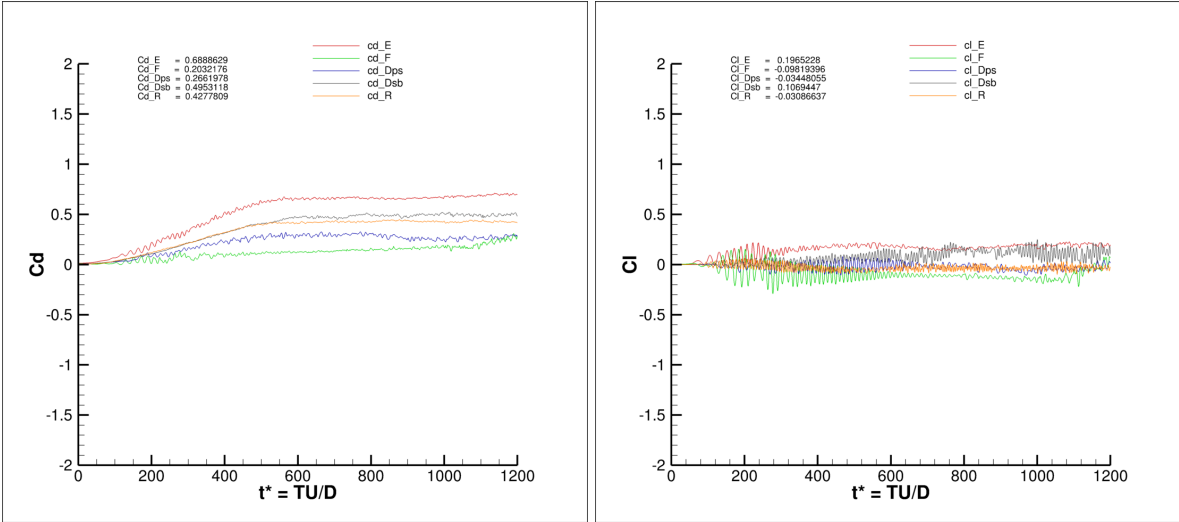 Cd_E = 0.6888629
Cd_F = 0.2032176
Cd_Dps = 0.2661978
Cd_Dsb = 0.4953118
Cd_R = 0.4277809
cd_E
cd_F
cd_Dps
cd_Dsb
cd_R
2
1.5
1
0.5
0
-0.5
-1
-1.5
-2
Cd
0 200 400 600 800 1000 1200
t* = TU/D
Cl_E = 0.1965228
Cl_F = -0.09819396
Cl_Dps = -0.03448055
Cl_Dsb = 0.1069447
Cl_R = -0.03086637
cl_E
cl_F
cl_Dps
cl_Dsb
cl_R
2
1.5
1
0.5
0
-0.5
-1
-1.5
-2
Cl
0 200 400 600 800 1000 1200
t* = TU/D